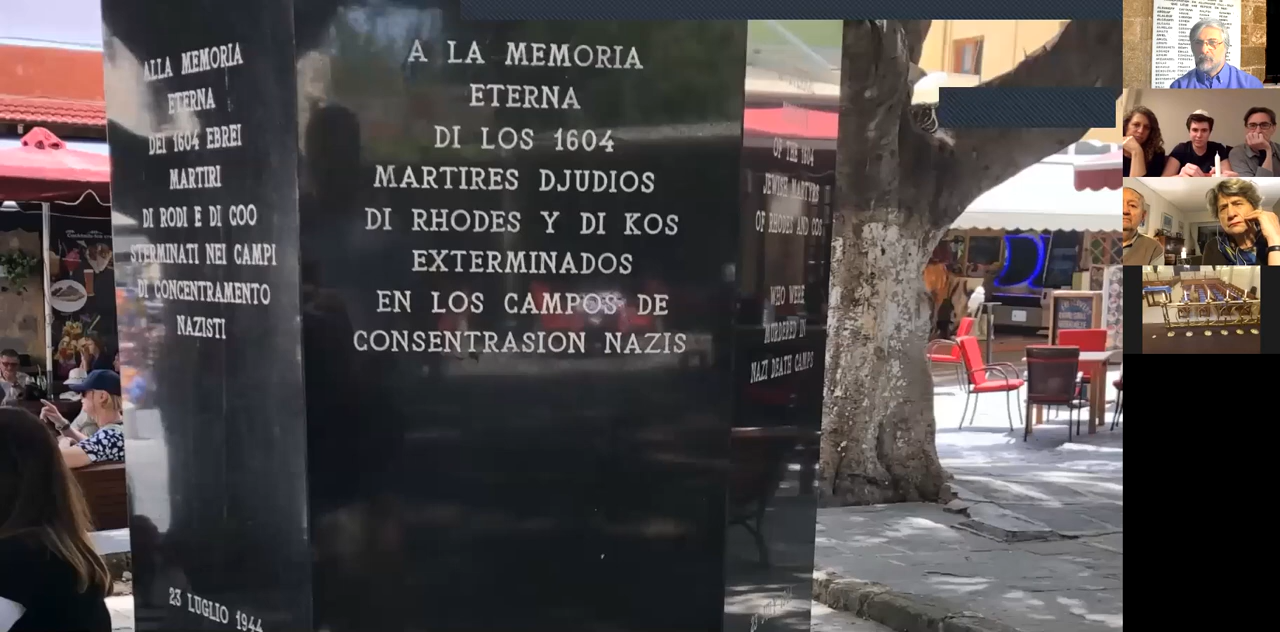 ALLA MEMORIA
ETERNA
DEI 1604 EBREI
MARTIRI
DI RODI E DI COO
STERMINATI NEI CAMPI
DI CONCENTRAMENTO
NAZISTI
23 LUGLIO 1944
A LA MEMORIA
ETERNA
DI LOS 1604
MARTIRES DJUDIOS
DI RHODES Y DI KOS
EXTERMINADOS
EN LOS CAMPOS DE
CONSENTRASION NAZIS
OF THE 1604
JEWISH MARTYRS
OF RHODES AND COS
WHO WERE
MURDERED IN
NAZI DEATH CAMPS